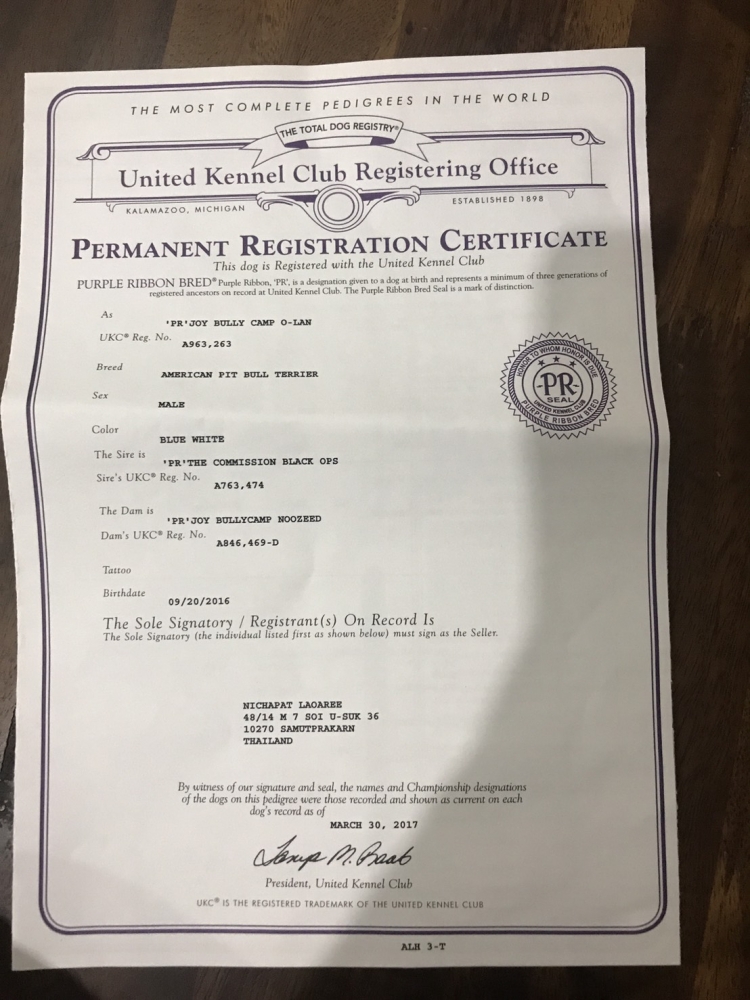 THE MOST COMPLETE PEDIGREES IN THE WORLD
THE TOTAL DOG REGISTRY®
United Kennel Club Registering Office
KALAMAZOO, MICHIGAN
ESTABLISHED 1898
PERMANENT REGISTRATION CERTIFICATE
This dog is Registered with the United Kennel Club
PURPLE RIBBON BRED® Purple Ribbon, 'PR', is a designation given to a dog at birth and represents a minimum of three generations of
registered ancestors on record at United Kennel Club. The Purple Ribbon Bred Seal is a mark of distinction.
As
'PR'JOY BULLY CAMP O-LAN
UKC® Reg. No.
A963,263
Breed
AMERICAN PIT BULL TERRIER
Sex
MALE
HONOR TO WHOM HONOR IS DUE
-PR-
SEAL
UNITED KENNEL CLUB
PURPLE RIBBON BRED
Color
BLUE WHITE
The Sire is
'PR'THE COMMISSION BLACK OPS
Sire's UKC® Reg. No.
A763,474
The Dam is
'PR'JOY BULLYCAMP NOOZEED
Dam's UKC® Reg. No.
A846,469-D
Tattoo
Birthdate
09/20/2016
The Sole Signatory / Registrant(s) On Record Is
The Sole Signatory (the individual listed first as shown below) must sign as the Seller.
NICHAPAT LAOAREE
48/14 M 7 SOI U-SUK 36
10270 SAMUTPRAKARN
THAILAND
By witness of our signature and seal, the names and Championship designations
of the dogs on this pedigree were those recorded and shown as current on each
dog's record as of
MARCH 30, 2017
President, United Kennel Club
UKC® IS THE REGISTERED TRADEMARK OF THE UNITED KENNEL CLUB
ALH 3-T